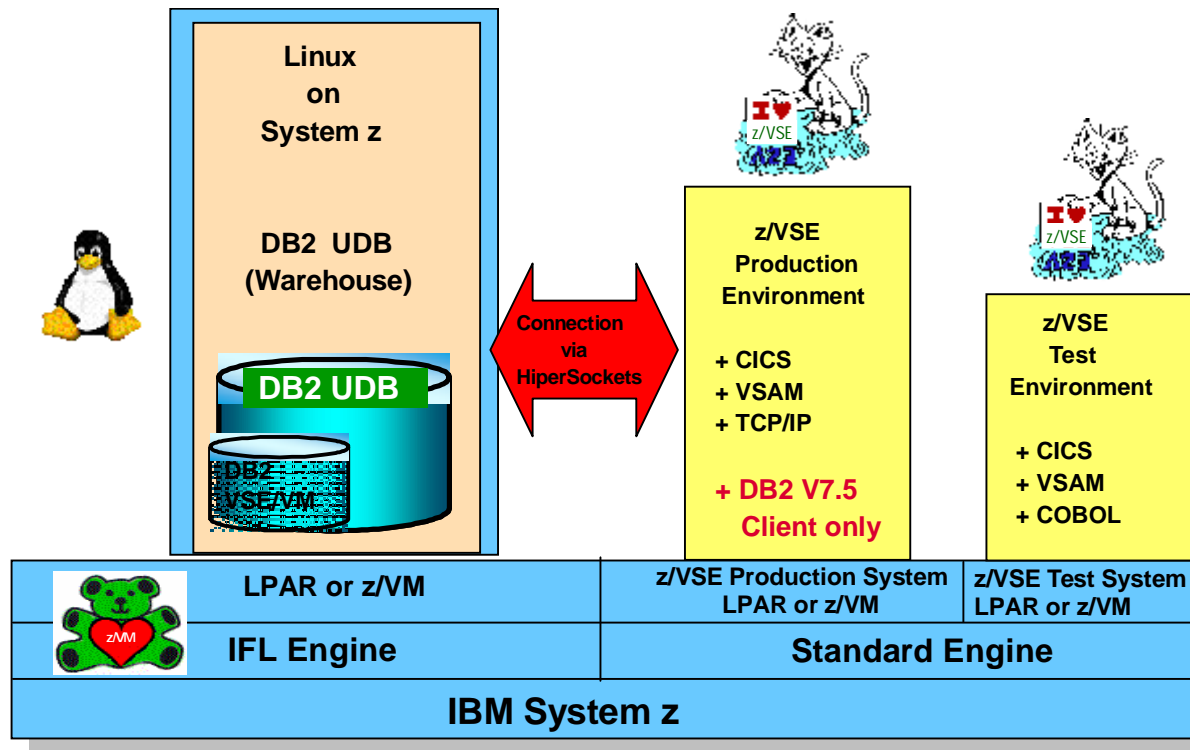 Linux
on
System z
DB2 UDB
(Warehouse)
DB2 UDB
DB2
VSE/VM
Connection
via
HiperSockets
I ♥
z/VSE
z/VSE
Production
Environment
+ CICS
+ VSAM
+ TCP/IP
+ DB2 V7.5
Client only
I ♥
z/VSE
z/VSE
Test
Environment
+ CICS
+ VSAM
+ COBOL
LPAR or z/VM
z/VSE Production System
LPAR or z/VM
z/VSE Test System
LPAR or z/VM
z/VM
IFL Engine
Standard Engine
IBM System z